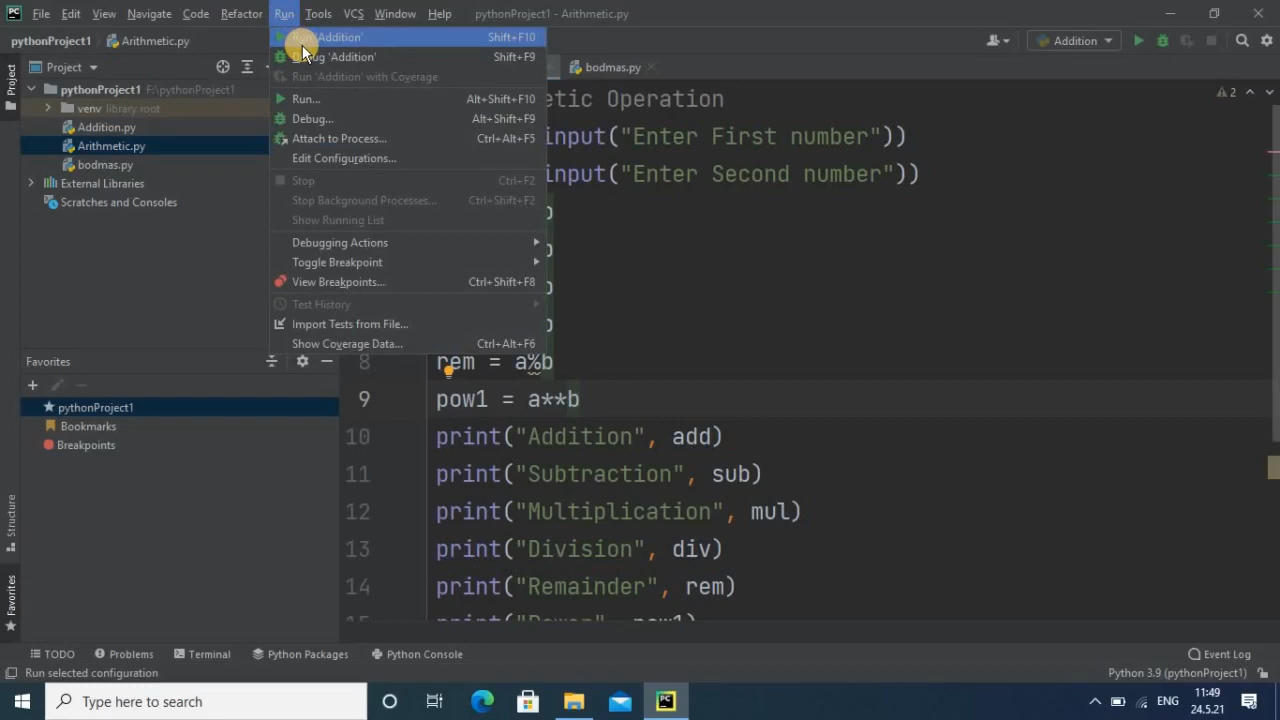 File Edit View Navigate Code Refactor Run Tools VCS Window Help pythonProject1 - Arithmetic.py
pythonProject1 Arithmetic.py
Addition
Project
pythonProject1 F:\pythonProject1
venv library root
Addition.py
Arithmetic.py
bodmas.py
External Libraries
Scratches and Consoles
Favorites
pythonProject1
Bookmarks
Breakpoints
Project
Structure
Favorites
Run 'Addition' Shift+F10
Debug 'Addition' Shift+F9
Run 'Addition' with Coverage
Run... Alt+Shift+F10
Debug... Alt+Shift+F9
Attach to Process... Ctrl+Alt+F5
Edit Configurations...
Stop Ctrl+F2
Stop Background Processes... Ctrl+Shift+F2
Show Running List
Debugging Actions
Toggle Breakpoint
View Breakpoints... Ctrl+Shift+F8
Test History
Import Tests from File...
Show Coverage Data... Ctrl+Alt+F6
bodmas.py
2
etic Operation
input("Enter First number"))
input("Enter Second number"))
b
b
b
b
8 rem = a%b
9 pow1 = a**b
10 print("Addition", add)
11 print("Subtraction", sub)
12 print("Multiplication", mul)
13 print("Division", div)
14 print("Remainder", rem)
15 print("Power", pow1)
TODO Problems Terminal Python Packages Python Console Event Log
Run selected configuration Python 3.9 (pythonProject1)
Type here to search
ENG
11:49
24.5.21